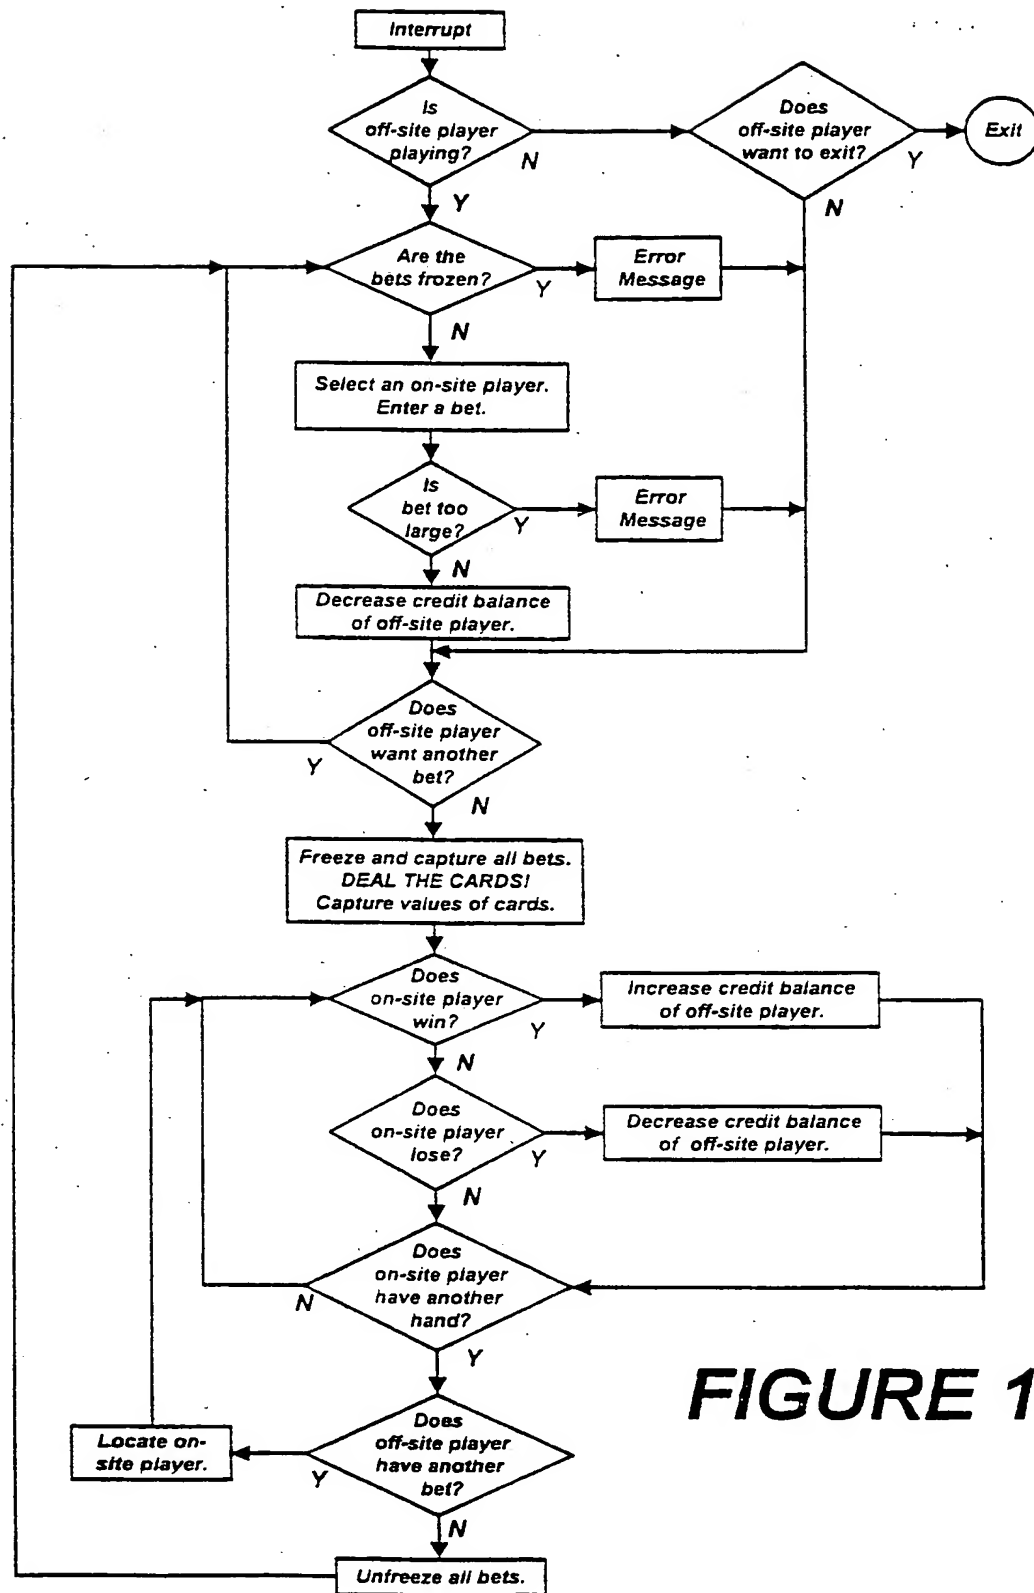 Interrupt
Is
off-site player
playing?
N
Y
Does
off-site player
want to exit?
Y
N
Exit
Are the
bets frozen?
Y
N
Error
Message
Select an on-site player.
Enter a bet.
Is
bet too
large?
Y
N
Error
Message
Decrease credit balance
of off-site player.
Does
off-site player
want another
bet?
Y
N
Freeze and capture all bets.
DEAL THE CARDS!
Capture values of cards.
Does
on-site player
win?
Y
N
Increase credit balance
of off-site player.
Does
on-site player
lose?
Y
N
Decrease credit balance
of off-site player.
Does
on-site player
have another
hand?
N
Y
Does
off-site player
have another
bet?
Y
N
Locate on-
site player.
Unfreeze all bets.
FIGURE 1